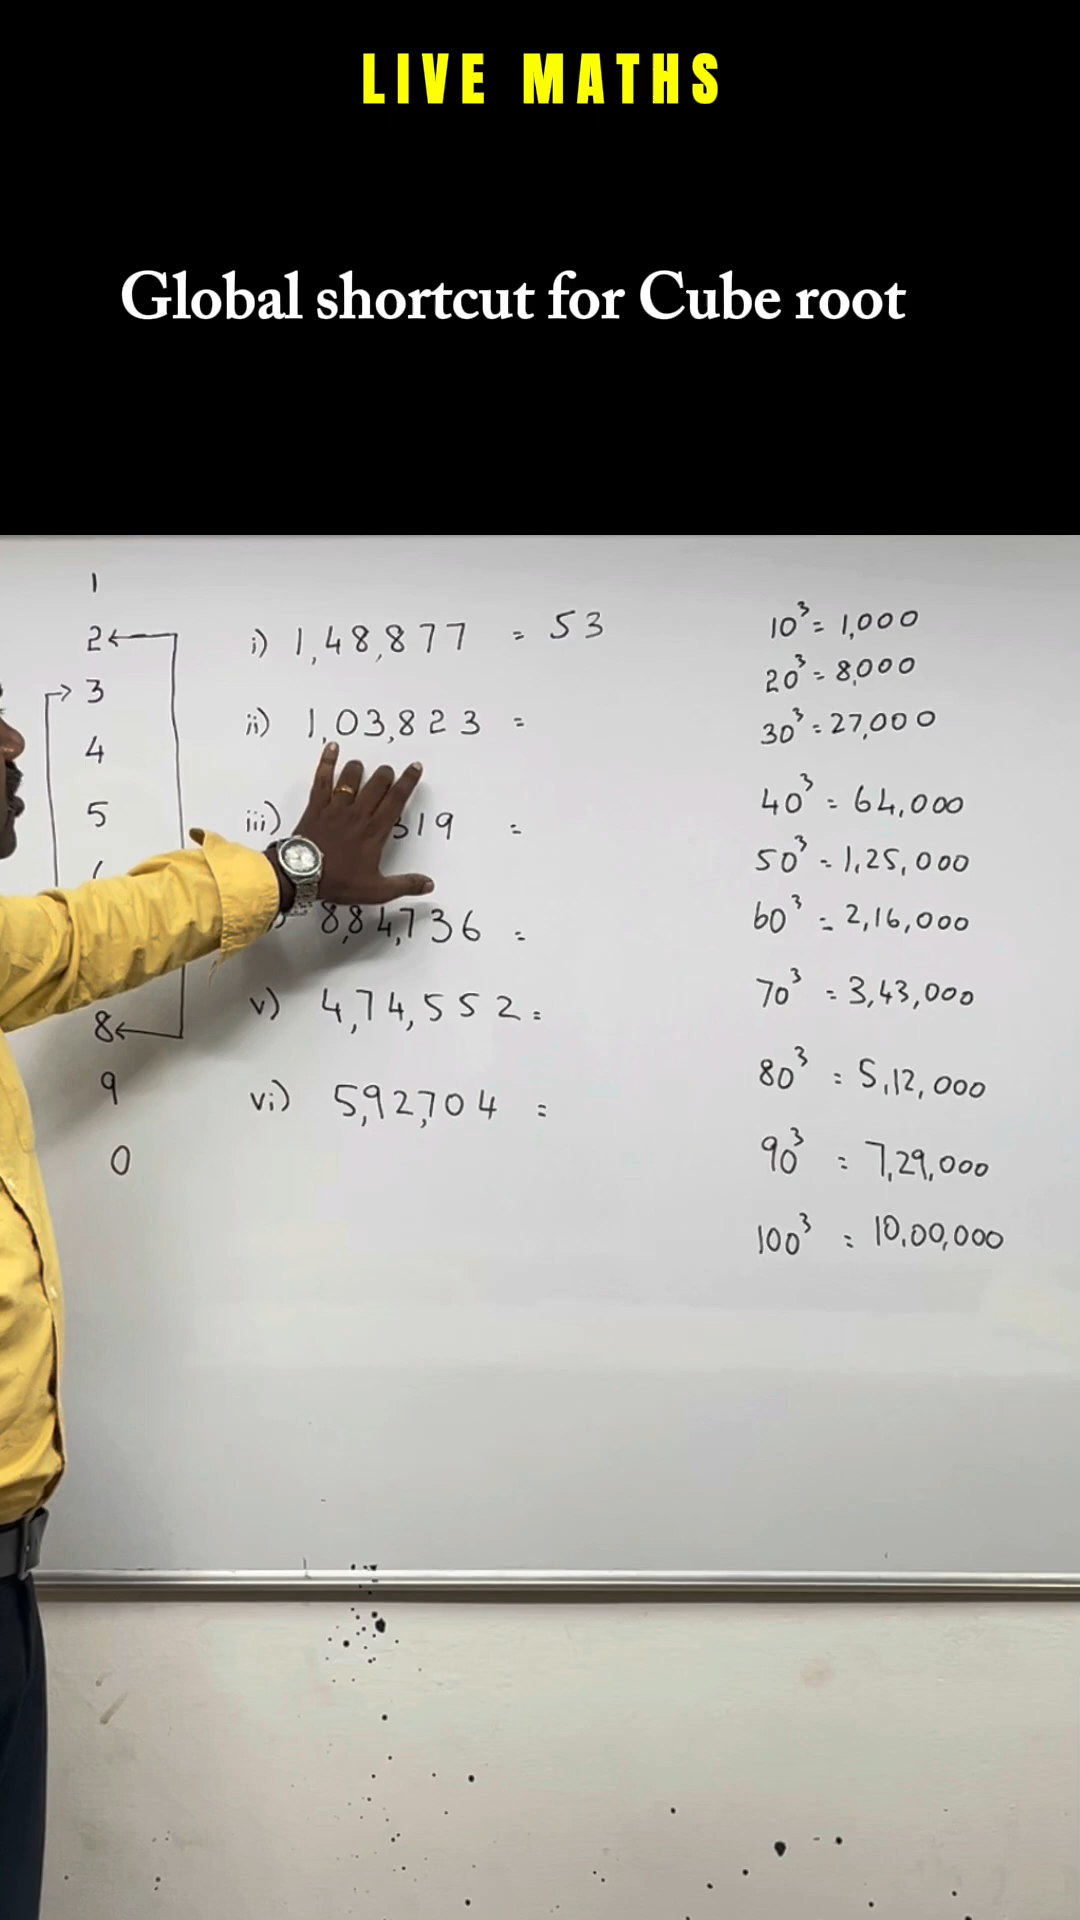 LIVE MATHS
Global shortcut for Cube root
1
2
3
4
5
8
9
0
i) 1,48,877 = 53
ii) 1,03,823 =
iii) 319 =
) 8,84,736 =
v) 4,74,552 =
vi) 5,92,704 =
10³ = 1,000
20³ = 8,000
30³ = 27,000
40³ = 64,000
50³ = 1,25,000
60³ = 2,16,000
70³ = 3,43,000
80³ = 5,12,000
90³ = 7,29,000
100³ = 10,00,000